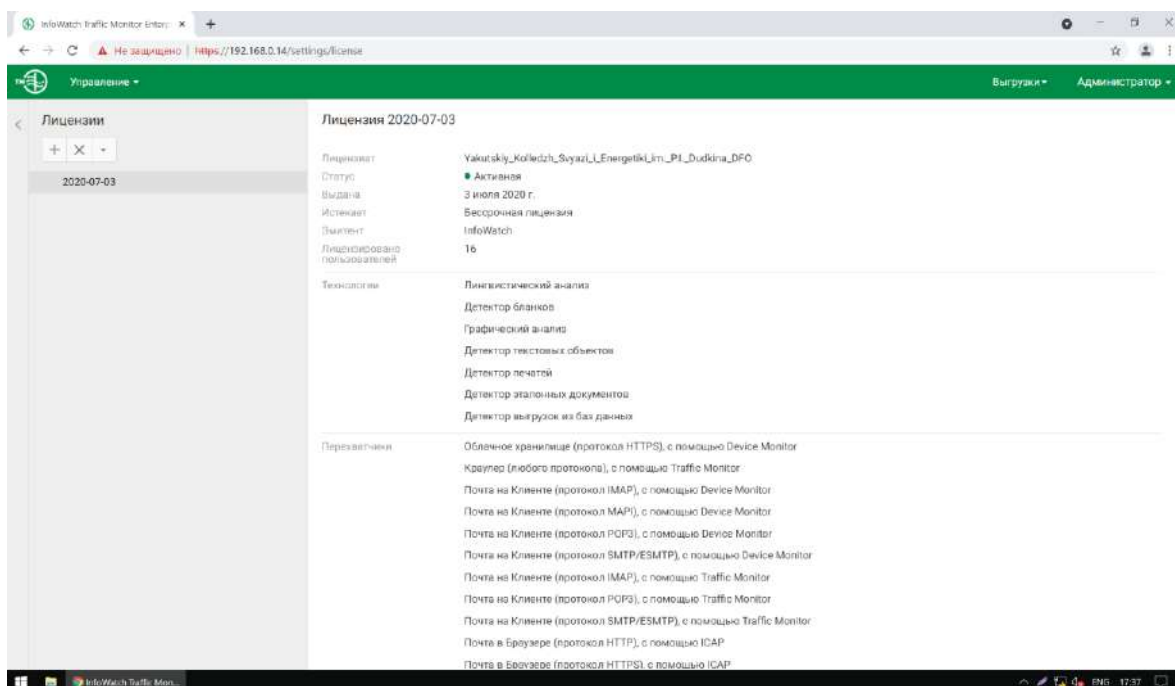 InfoWatch Traffic Monitor Enterp
Не защищено | https://192.168.0.14/settings/license
Управление
Выгрузки
Администратор
Лицензии
2020-07-03
Лицензия 2020-07-03
Лицензиат Yakutskiy_Kolledzh_Svyazi_i_Energetiki_im._P.I._Dudkina_DFO
Статус Активная
Выдана 3 июля 2020 г.
Истекает Бессрочная лицензия
Эмитент InfoWatch
Лицензировано пользователей 16
Технологии Лингвистический анализ
Детектор бланков
Графический анализ
Детектор текстовых объектов
Детектор печатей
Детектор эталонных документов
Детектор выгрузок из баз данных
Перехватчики Облачное хранилище (протокол HTTPS), с помощью Device Monitor
Краулер (любого протокола), с помощью Traffic Monitor
Почта на Клиенте (протокол IMAP), с помощью Device Monitor
Почта на Клиенте (протокол MAPI), с помощью Device Monitor
Почта на Клиенте (протокол POP3), с помощью Device Monitor
Почта на Клиенте (протокол SMTP/ESMTP), с помощью Device Monitor
Почта на Клиенте (протокол IMAP), с помощью Traffic Monitor
Почта на Клиенте (протокол POP3), с помощью Traffic Monitor
Почта на Клиенте (протокол SMTP/ESMTP), с помощью Traffic Monitor
Почта в Браузере (протокол HTTP), с помощью ICAP
Почта в Браузере (протокол HTTPS), с помощью ICAP
InfoWatch Traffic Mon...
ENG 17:37